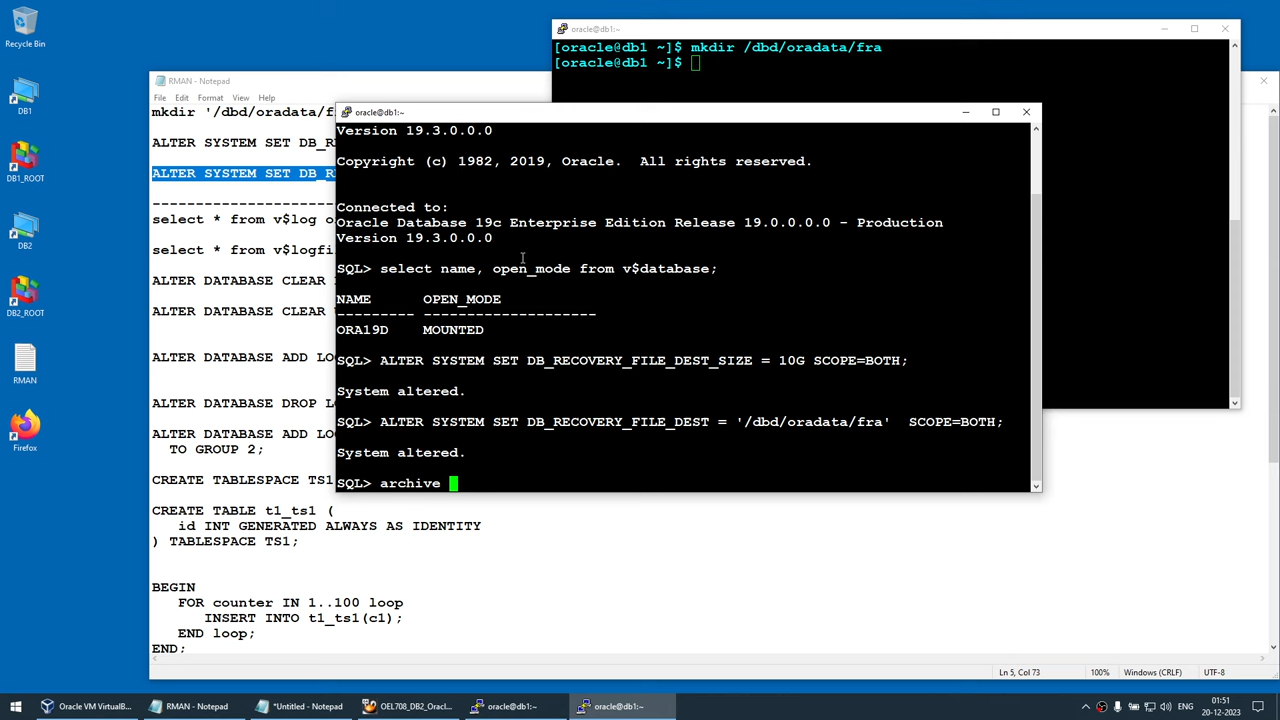 Recycle Bin
DB1
DB1_ROOT
DB2
DB2_ROOT
RMAN
Firefox
oracle@db1:~
[oracle@db1 ~]$ mkdir /dbd/oradata/fra
[oracle@db1 ~]$
RMAN - Notepad
File Edit Format View Help
mkdir '/dbd/oradata/f
ALTER SYSTEM SET DB_R
ALTER SYSTEM SET DB_R
---------------------
select * from v$log o
select * from v$logfi
ALTER DATABASE CLEAR
ALTER DATABASE CLEAR
ALTER DATABASE ADD LO
ALTER DATABASE DROP L
ALTER DATABASE ADD LO
TO GROUP 2;
CREATE TABLESPACE TS1
CREATE TABLE t1_ts1 (
id INT GENERATED ALWAYS AS IDENTITY
) TABLESPACE TS1;
BEGIN
FOR counter IN 1..100 loop
INSERT INTO t1_ts1(c1);
END loop;
END;
Ln 5, Col 73 100% Windows (CRLF) UTF-8
oracle@db1:~
Version 19.3.0.0.0
Copyright (c) 1982, 2019, Oracle. All rights reserved.
Connected to:
Oracle Database 19c Enterprise Edition Release 19.0.0.0.0 - Production
Version 19.3.0.0.0
SQL> select name, open_mode from v$database;
NAME OPEN_MODE
--------- --------------------
ORA19D MOUNTED
SQL> ALTER SYSTEM SET DB_RECOVERY_FILE_DEST_SIZE = 10G SCOPE=BOTH;
System altered.
SQL> ALTER SYSTEM SET DB_RECOVERY_FILE_DEST = '/dbd/oradata/fra' SCOPE=BOTH;
System altered.
SQL> archive
Oracle VM VirtualB... RMAN - Notepad *Untitled - Notepad OEL708_DB2_Oracl... oracle@db1:~ oracle@db1:~
ENG
01:51
20-12-2023